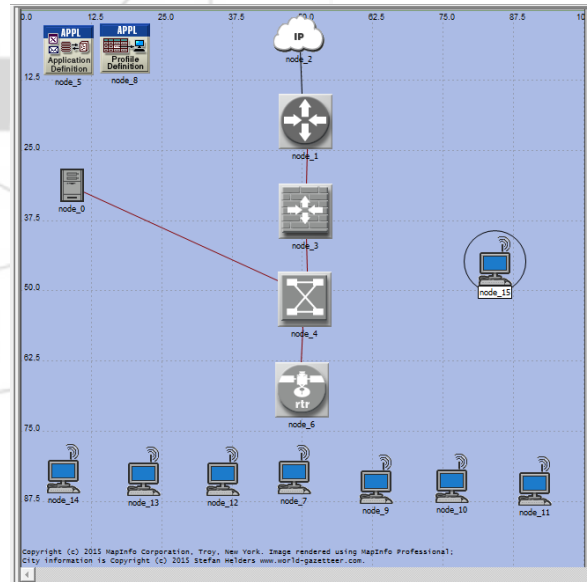 0.0 12.5 25.0 37.5 50.0 62.5 75.0 87.5
APPL
Application
Definition
node_5
APPL
Profile
Definition
node_8
IP
node_2
12.5
node_1
25.0
node_0
37.5
node_3
node_15
50.0
node_4
62.5
rtr
node_6
75.0
node_14
node_13
node_12
node_7
node_9
node_10
node_11
87.5
Copyright (c) 2015 MapInfo Corporation, Troy, New York. Image rendered using MapInfo Professional;
City information is Copyright (c) 2015 Stefan Helders www.world-gazetteer.com.